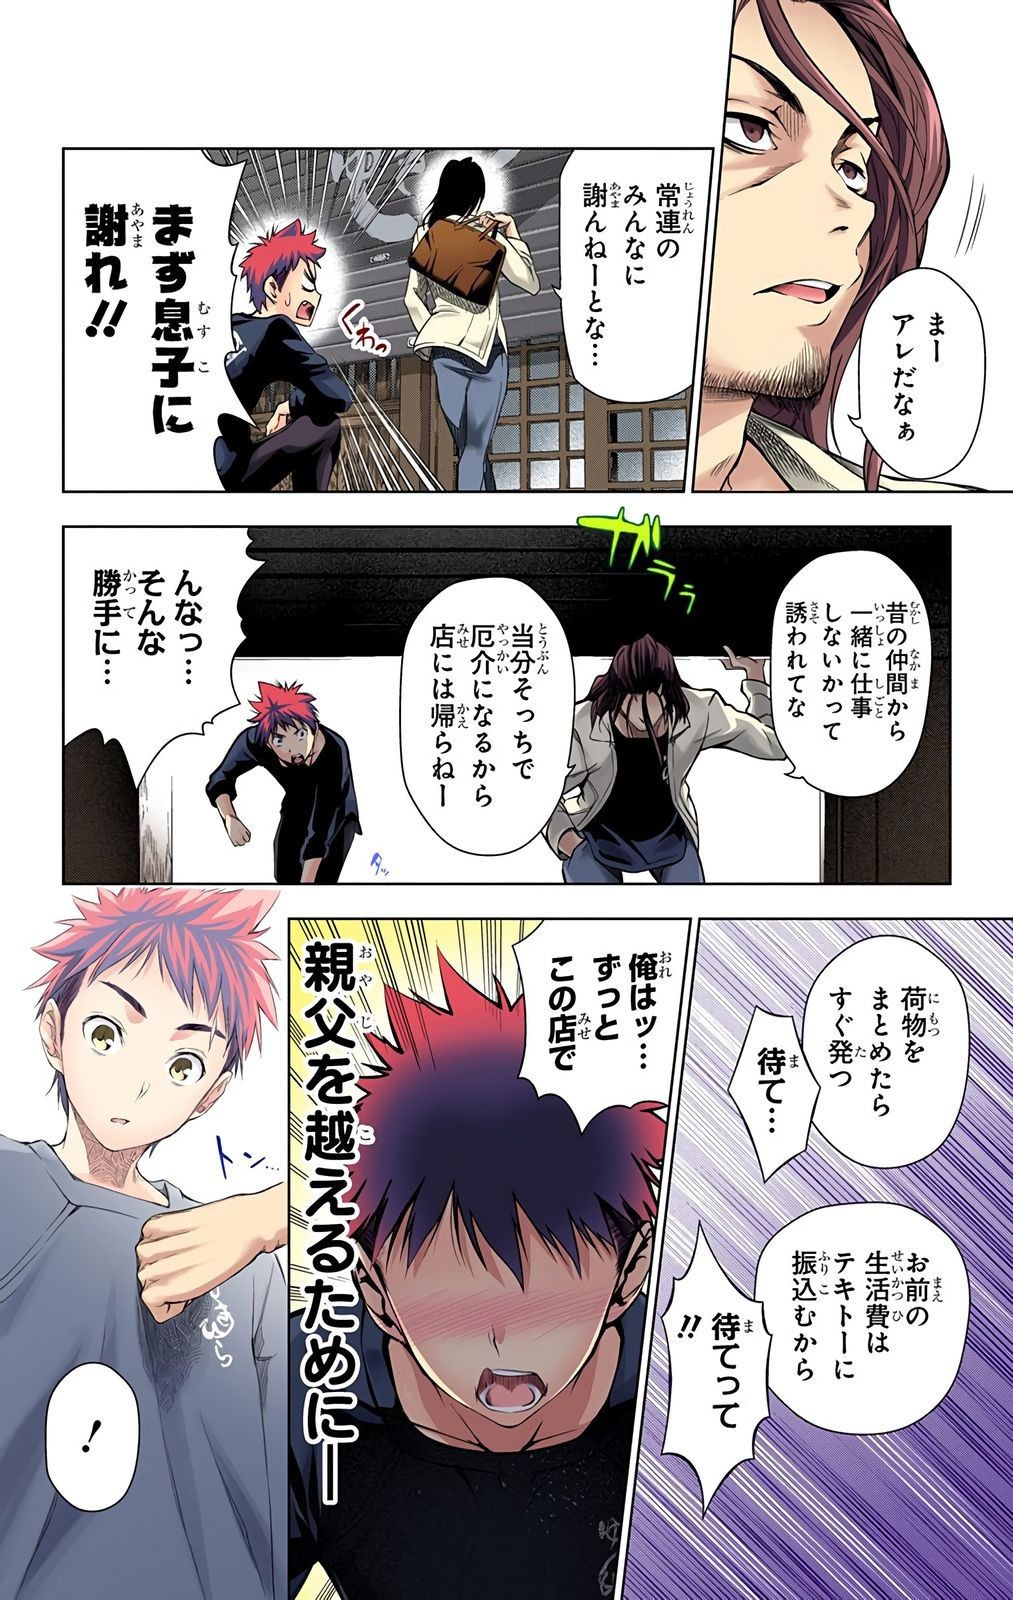 まー
アレだなぁ
常連の
みんなに
謝んねーとな…
くわっ
まず息子に
謝れ!!
昔の仲間から
一緒に仕事
しないかって
誘われてな
ガララ
当分そっちで
厄介になるから
店には帰らねー
んなっ…
そんな
勝手に…
ダッ
荷物を
まとめたら
すぐ発つ
待て…
お前の
生活費は
テキトーに
振込むから
待てって
!!
俺はッ…
ずっと
この店で
親父を越えるためにー
トン…
!